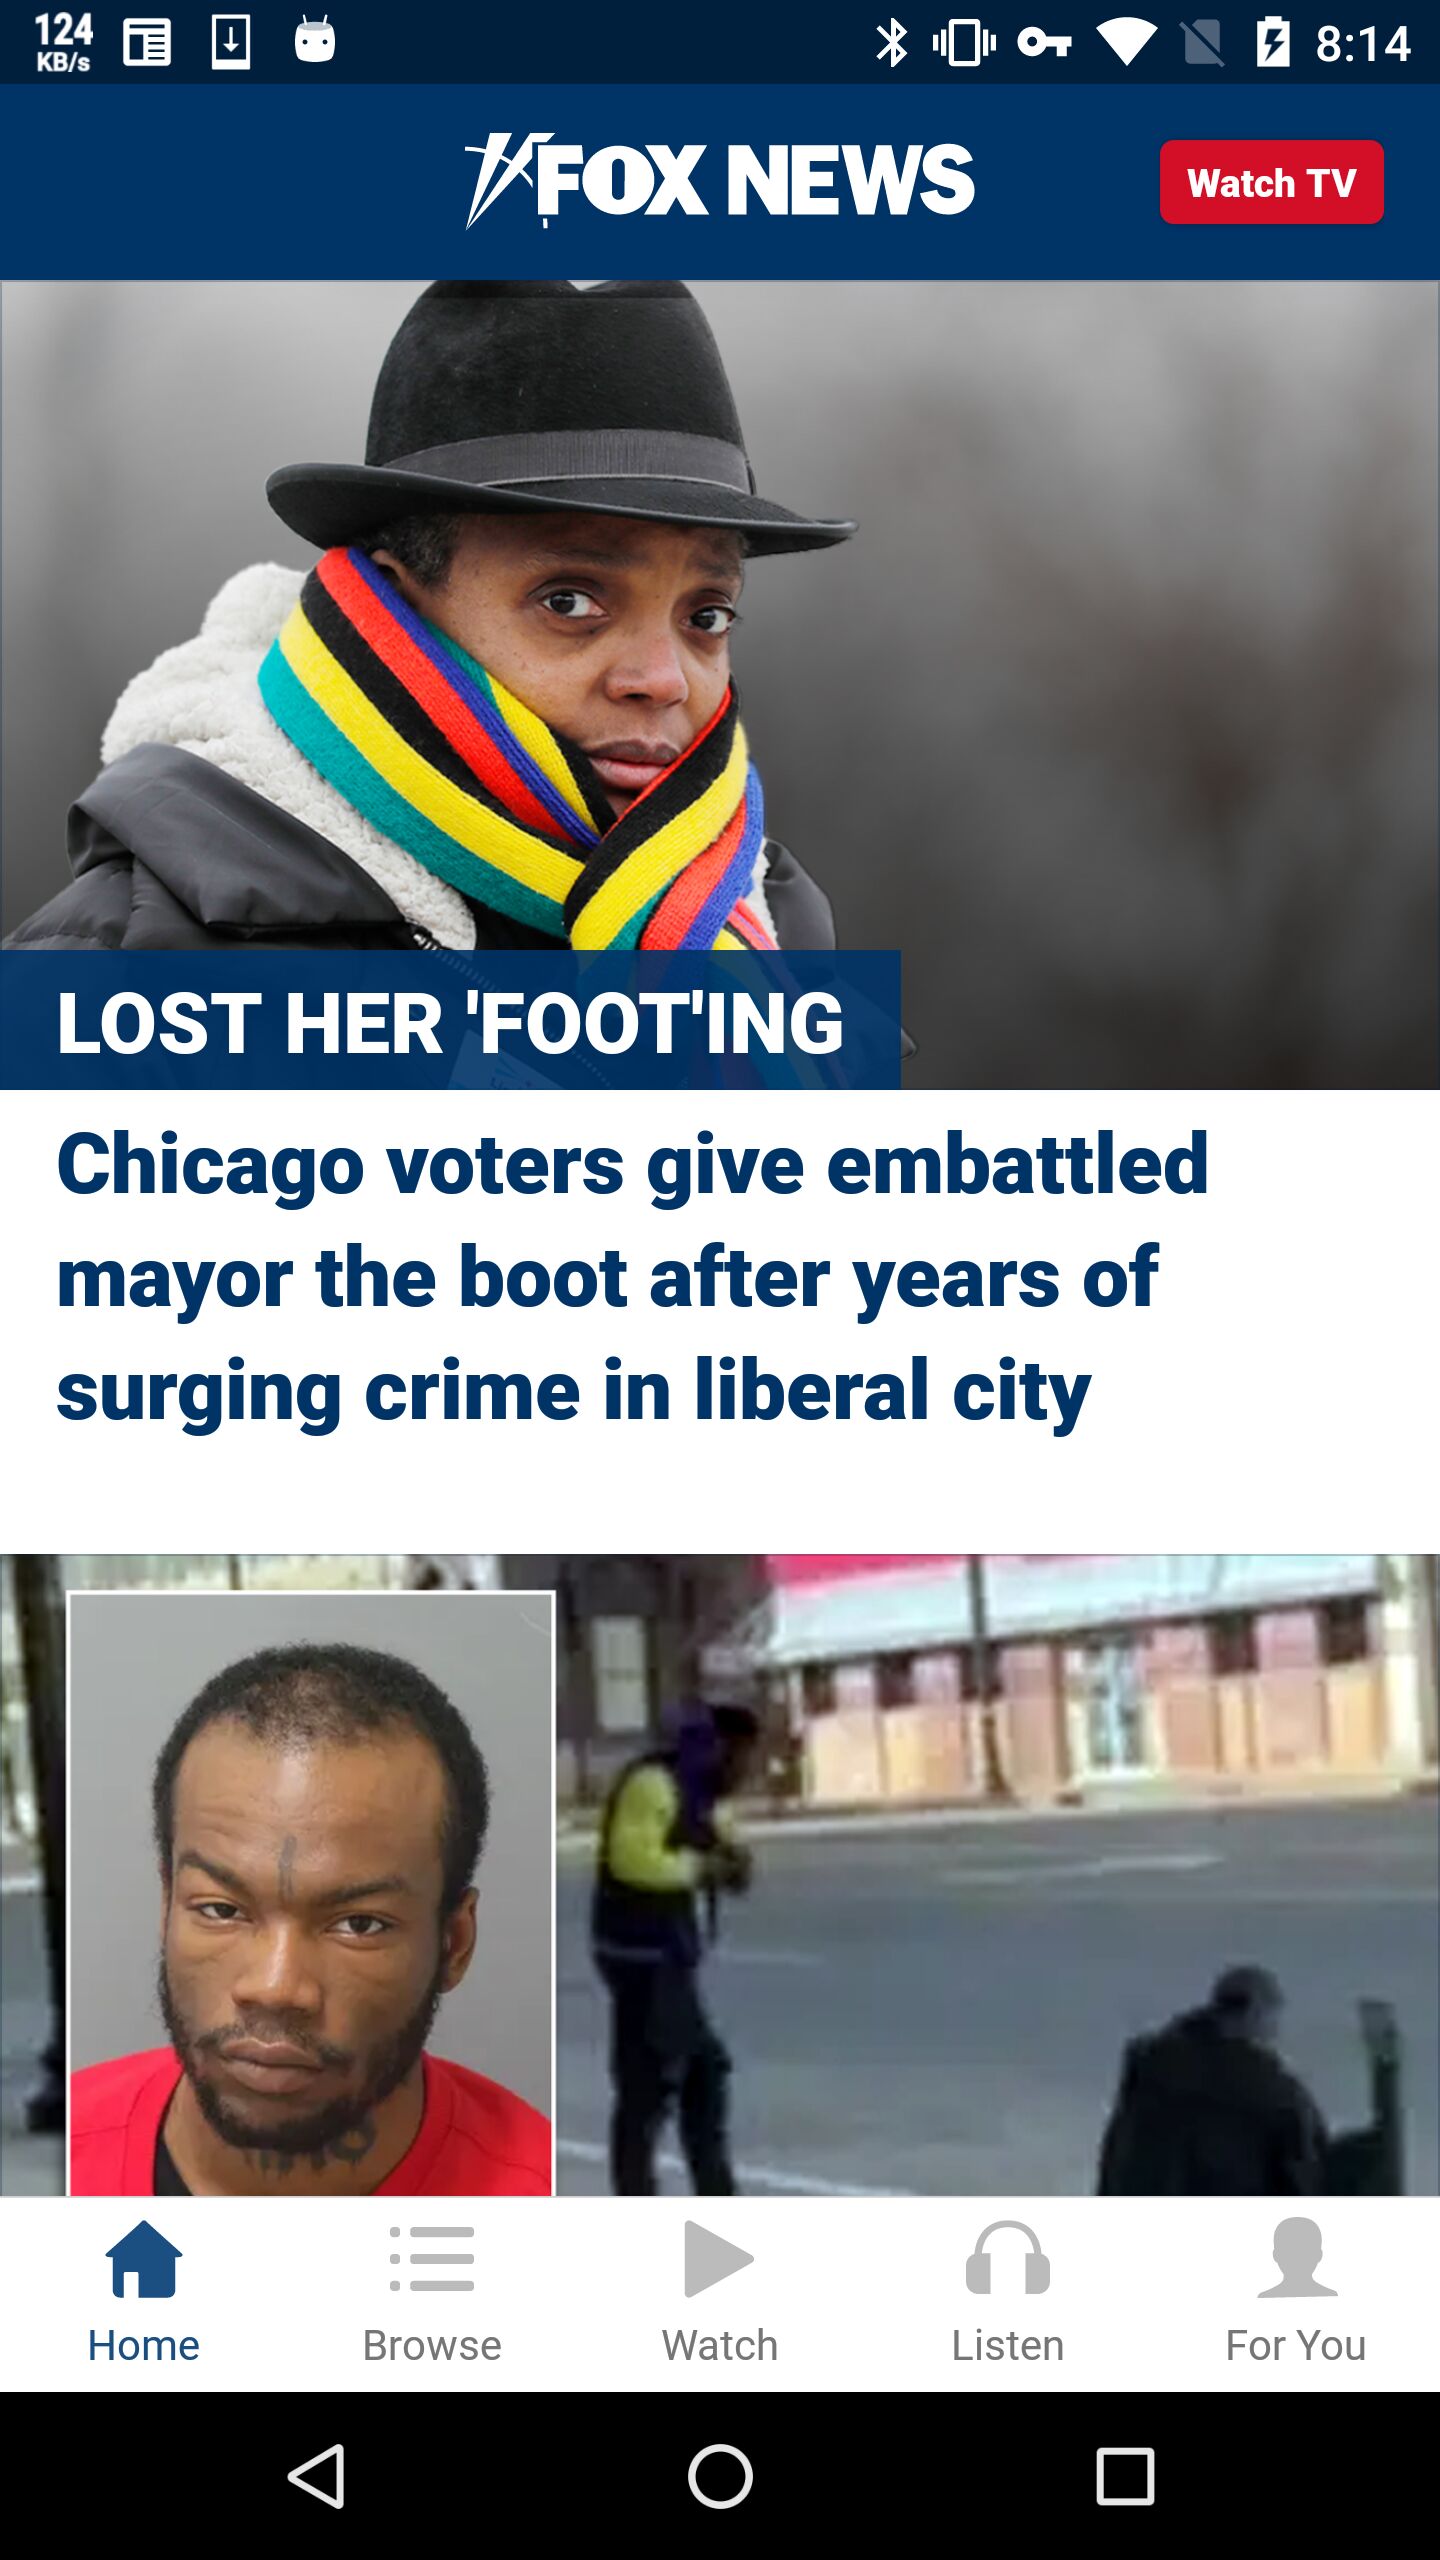 124
KB/s
8:14
FOX NEWS
Watch TV
LOST HER 'FOOT'ING
Chicago voters give embattled
mayor the boot after years of
surging crime in liberal city
Home
Browse
Watch
Listen
For You